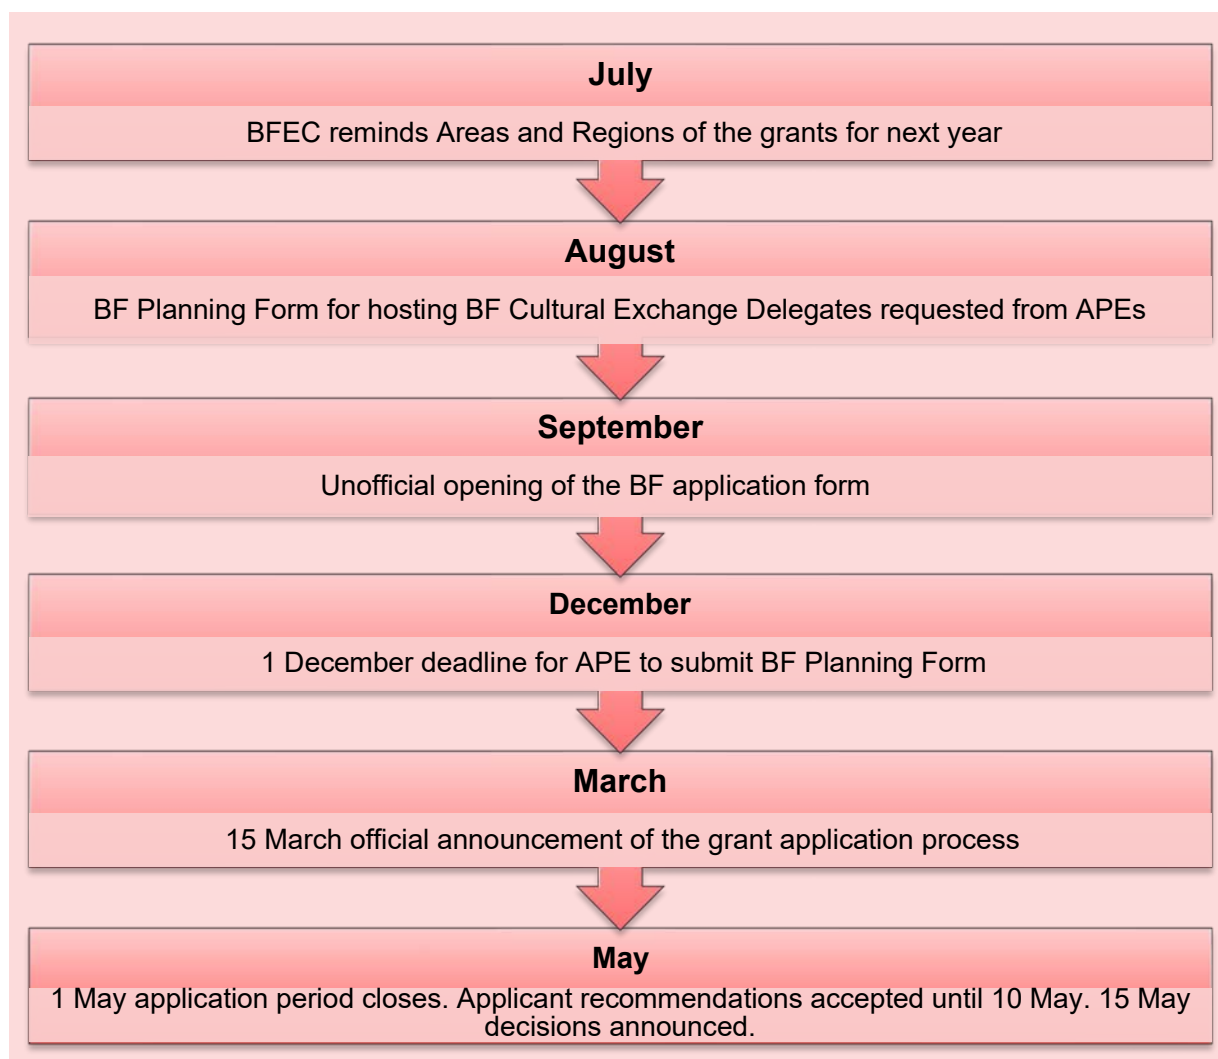 July
BFEC reminds Areas and Regions of the grants for next year
August
BF Planning Form for hosting BF Cultural Exchange Delegates requested from APEs
September
Unofficial opening of the BF application form
December
1 December deadline for APE to submit BF Planning Form
March
15 March official announcement of the grant application process
May
1 May application period closes. Applicant recommendations accepted until 10 May. 15 May
decisions announced.